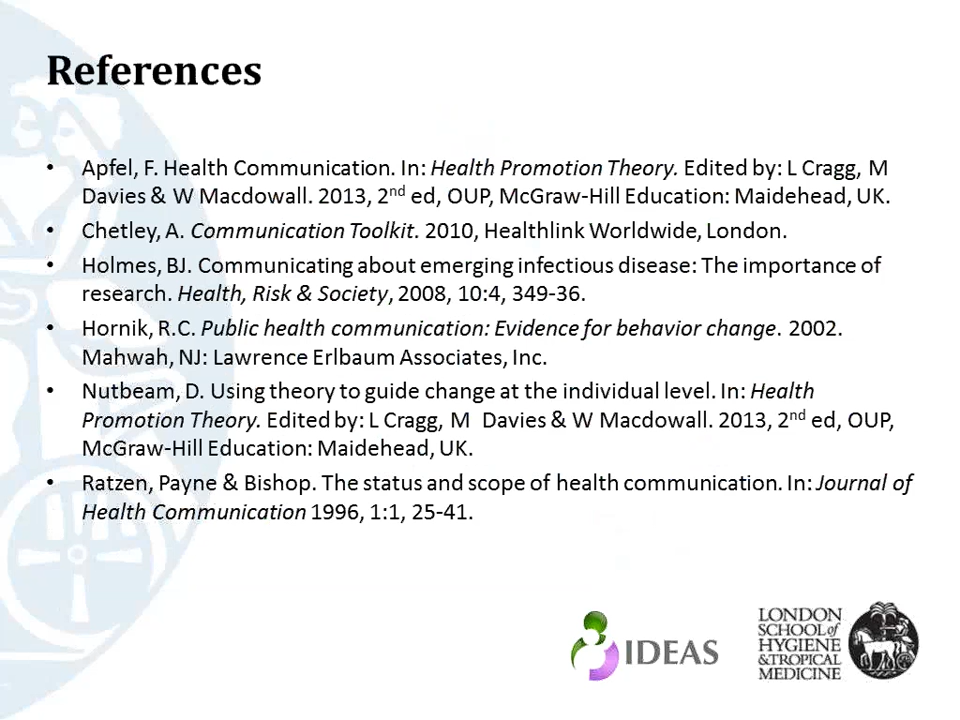 References
• Apfel, F. Health Communication. In: Health Promotion Theory. Edited by: L Cragg, M
Davies & W Macdowall. 2013, 2nd ed, OUP, McGraw-Hill Education: Maidehead, UK.
• Chetley, A. Communication Toolkit. 2010, Healthlink Worldwide, London.
• Holmes, BJ. Communicating about emerging infectious disease: The importance of
research. Health, Risk & Society, 2008, 10:4, 349-36.
• Hornik, R.C. Public health communication: Evidence for behavior change. 2002.
Mahwah, NJ: Lawrence Erlbaum Associates, Inc.
• Nutbeam, D. Using theory to guide change at the individual level. In: Health
Promotion Theory. Edited by: L Cragg, M Davies & W Macdowall. 2013, 2nd ed, OUP,
McGraw-Hill Education: Maidehead, UK.
• Ratzen, Payne & Bishop. The status and scope of health communication. In: Journal of
Health Communication 1996, 1:1, 25-41.
IDEAS
LONDON
SCHOOL of
HYGIENE
& TROPICAL
MEDICINE